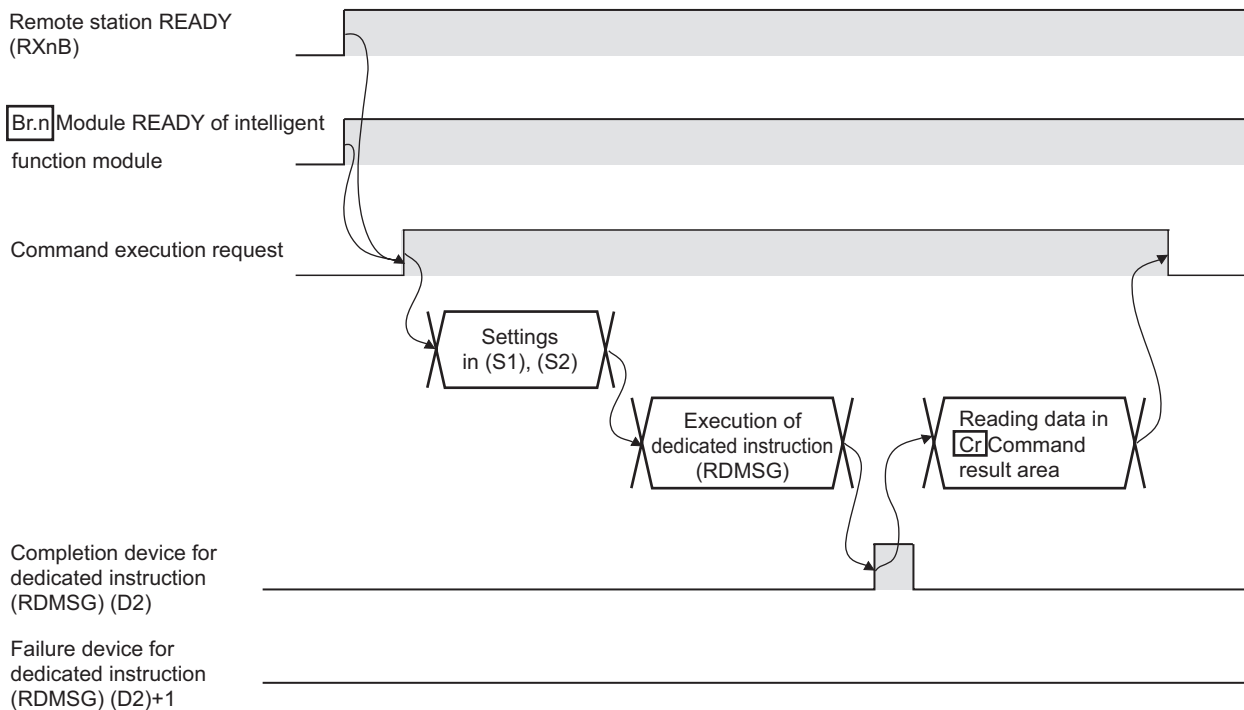 Remote station READY
(RXnB)
Br.n Module READY of intelligent
function module
Command execution request
Settings
in (S1), (S2)
Execution of
dedicated instruction
(RDMSG)
Reading data in
Cr Command
result area
Completion device for
dedicated instruction
(RDMSG) (D2)
Failure device for
dedicated instruction
(RDMSG) (D2)+1